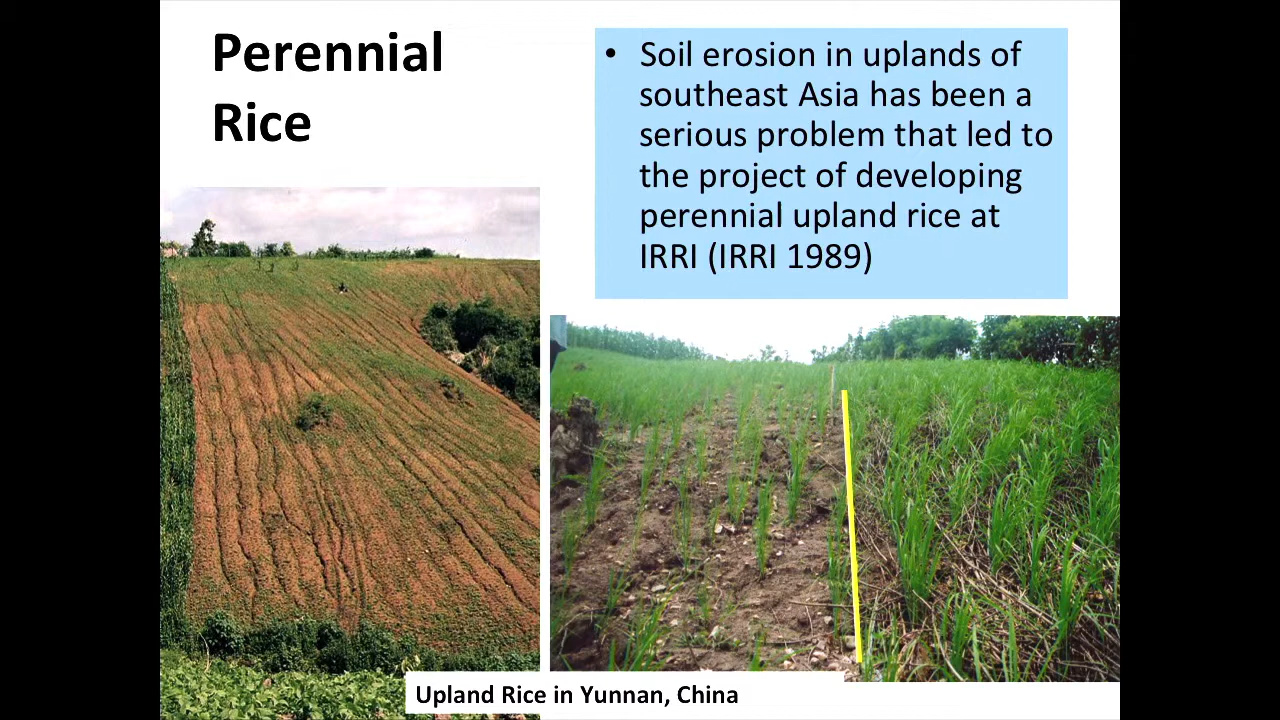 Perennial
Rice
• Soil erosion in uplands of
southeast Asia has been a
serious problem that led to
the project of developing
perennial upland rice at
IRRI (IRRI 1989)
Upland Rice in Yunnan, China